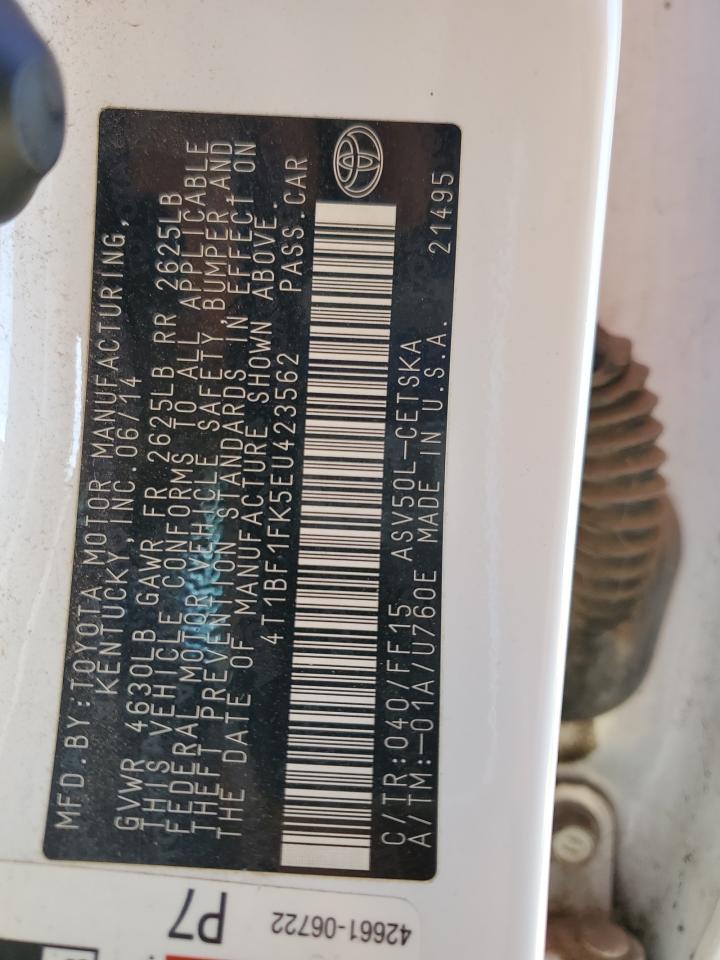 MFD.BY:TOYOTA MOTOR MANUFACTURING,
KENTUCKY,INC.06/14
GVWR 4630LB GAWR FR 2625LB RR 2625LB
THIS VEHICLE CONFORMS TO ALL APPLICABLE
FEDERAL MOTOR VEHICLE SAFETY,BUMPER,AND
THEFT PREVENTION STANDARDS IN EFFECT ON
THE DATE OF MANUFACTURE SHOWN ABOVE.
4T1BF1FK5EU423562 PASS.CAR
C/TR:040/FF15 ASV50L-CETSKA 21495
A/TM:-01A/U760E MADE IN U.S.A.
P7
42661-06722